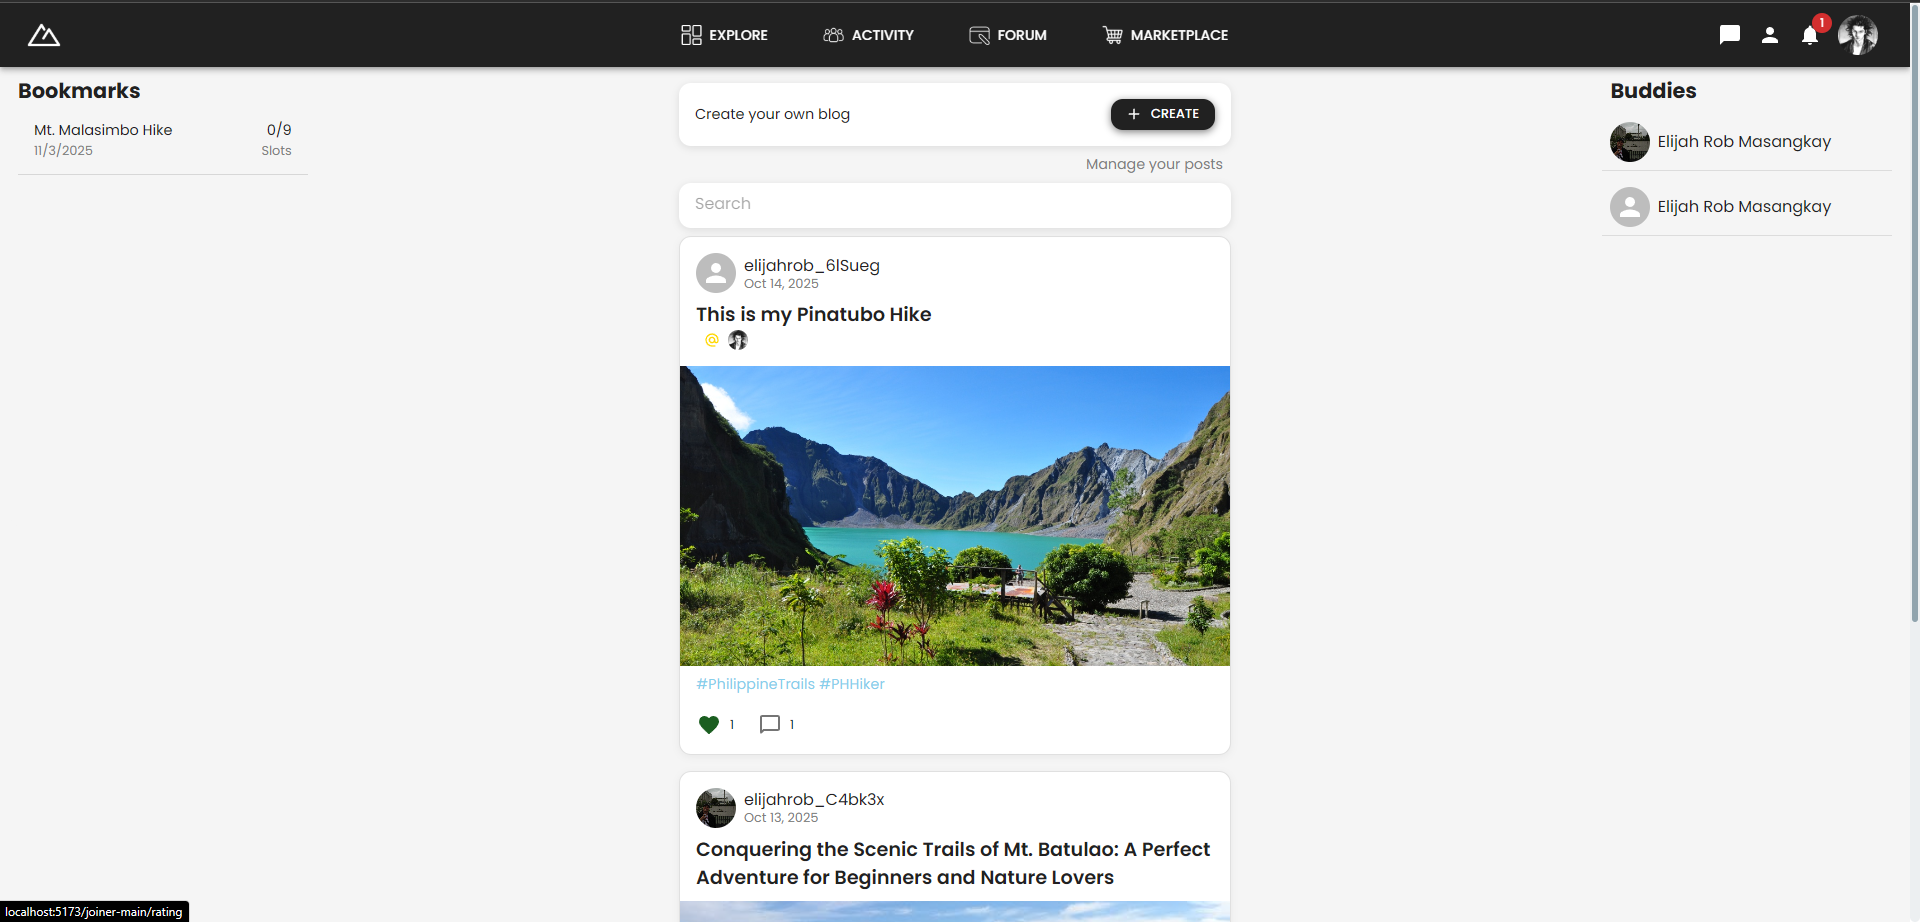 EXPLORE
ACTIVITY
FORUM
MARKETPLACE
1
Bookmarks
Mt. Malasimbo Hike 0/9
11/3/2025 Slots
Create your own blog
CREATE
Manage your posts
Search
elijahrob_6lSueg
Oct 14, 2025
This is my Pinatubo Hike
@
#PhilippineTrails #PHHiker
1 1
elijahrob_C4bk3x
Oct 13, 2025
Conquering the Scenic Trails of Mt. Batulao: A Perfect
Adventure for Beginners and Nature Lovers
Buddies
Elijah Rob Masangkay
Elijah Rob Masangkay
localhost:5173/joiner-main/rating